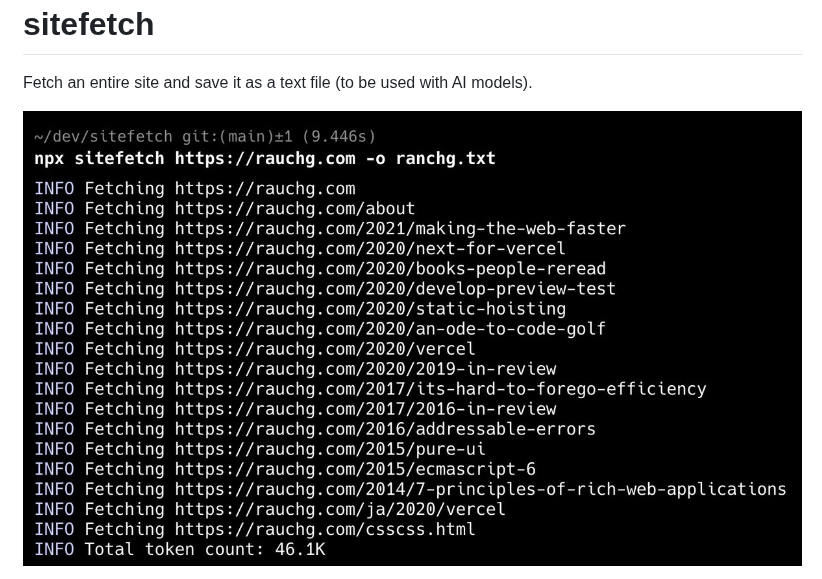 sitefetch
Fetch an entire site and save it as a text file (to be used with AI models).
~/dev/sitefetch git:(main)±1 (9.446s)
npx sitefetch https://rauchg.com -o ranchg.txt
INFO Fetching https://rauchg.com
INFO Fetching https://rauchg.com/about
INFO Fetching https://rauchg.com/2021/making-the-web-faster
INFO Fetching https://rauchg.com/2020/next-for-vercel
INFO Fetching https://rauchg.com/2020/books-people-reread
INFO Fetching https://rauchg.com/2020/develop-preview-test
INFO Fetching https://rauchg.com/2020/static-hoisting
INFO Fetching https://rauchg.com/2020/an-ode-to-code-golf
INFO Fetching https://rauchg.com/2020/vercel
INFO Fetching https://rauchg.com/2020/2019-in-review
INFO Fetching https://rauchg.com/2017/its-hard-to-forego-efficiency
INFO Fetching https://rauchg.com/2017/2016-in-review
INFO Fetching https://rauchg.com/2016/addressable-errors
INFO Fetching https://rauchg.com/2015/pure-ui
INFO Fetching https://rauchg.com/2015/ecmascript-6
INFO Fetching https://rauchg.com/2014/7-principles-of-rich-web-applications
INFO Fetching https://rauchg.com/ja/2020/vercel
INFO Fetching https://rauchg.com/csscss.html
INFO Total token count: 46.1K